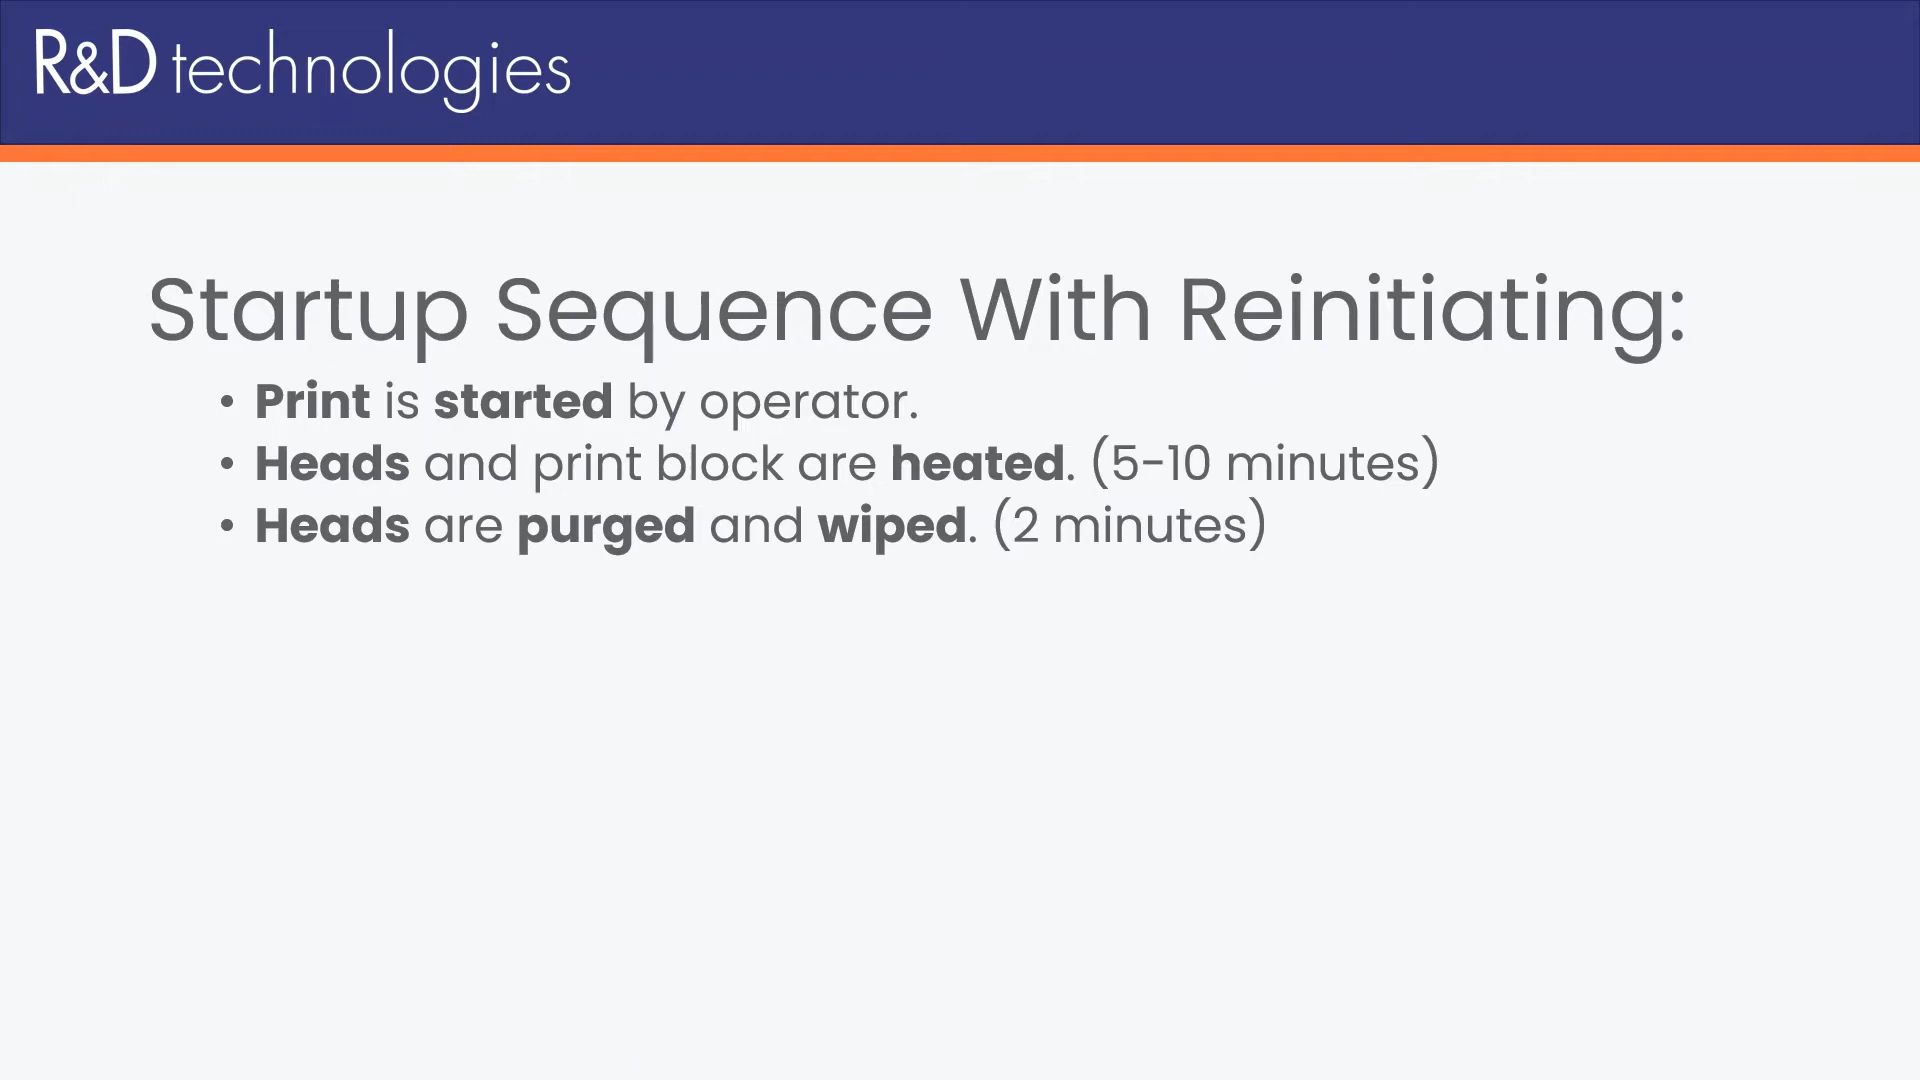 R&D technologies
Startup Sequence With Reinitiating:
• Print is started by operator.
• Heads and print block are heated. (5-10 minutes)
• Heads are purged and wiped. (2 minutes)